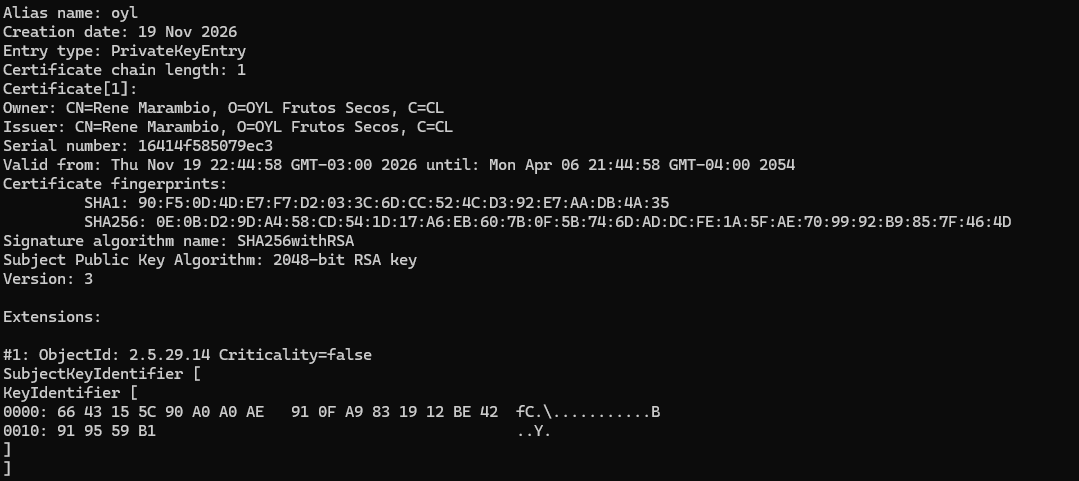 Alias name: oyl
Creation date: 19 Nov 2026
Entry type: PrivateKeyEntry
Certificate chain length: 1
Certificate[1]:
Owner: CN=Rene Marambio, O=OYL Frutos Secos, C=CL
Issuer: CN=Rene Marambio, O=OYL Frutos Secos, C=CL
Serial number: 16414f585079ec3
Valid from: Thu Nov 19 22:44:58 GMT-03:00 2026 until: Mon Apr 06 21:44:58 GMT-04:00 2054
Certificate fingerprints:
         SHA1: 90:F5:0D:4D:E7:F7:D2:03:3C:6D:CC:52:4C:D3:92:E7:AA:DB:4A:35
         SHA256: 0E:0B:D2:9D:A4:58:CD:54:1D:17:A6:EB:60:7B:0F:5B:74:6D:AD:DC:FE:1A:5F:AE:70:99:92:B9:85:7F:46:4D
Signature algorithm name: SHA256withRSA
Subject Public Key Algorithm: 2048-bit RSA key
Version: 3

Extensions:

#1: ObjectId: 2.5.29.14 Criticality=false
SubjectKeyIdentifier [
KeyIdentifier [
0000: 66 43 15 5C 90 A0 A0 AE   91 0F A9 83 19 12 BE 42  fC.\...........B
0010: 91 95 59 B1                                        ..Y.
]
]